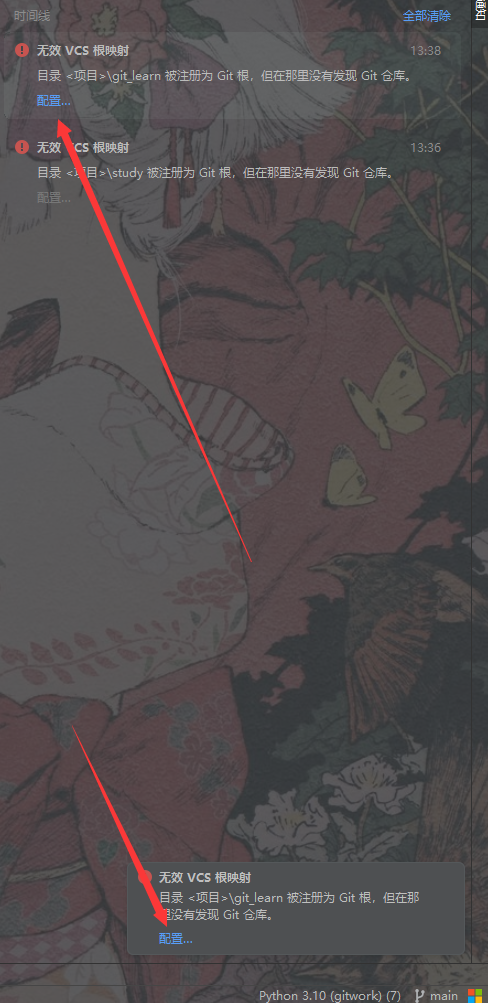 通知
时间线 全部清除
无效 VCS 根映射 13:38
目录 <项目>\git_learn 被注册为 Git 根，但在那里没有发现 Git 仓库。
配置...
无效 VCS 根映射 13:36
目录 <项目>\study 被注册为 Git 根，但在那里没有发现 Git 仓库。
配置...
无效 VCS 根映射
目录 <项目>\git_learn 被注册为 Git 根，但在那
里没有发现 Git 仓库。
配置...
Python 3.10 (gitwork) (7) main